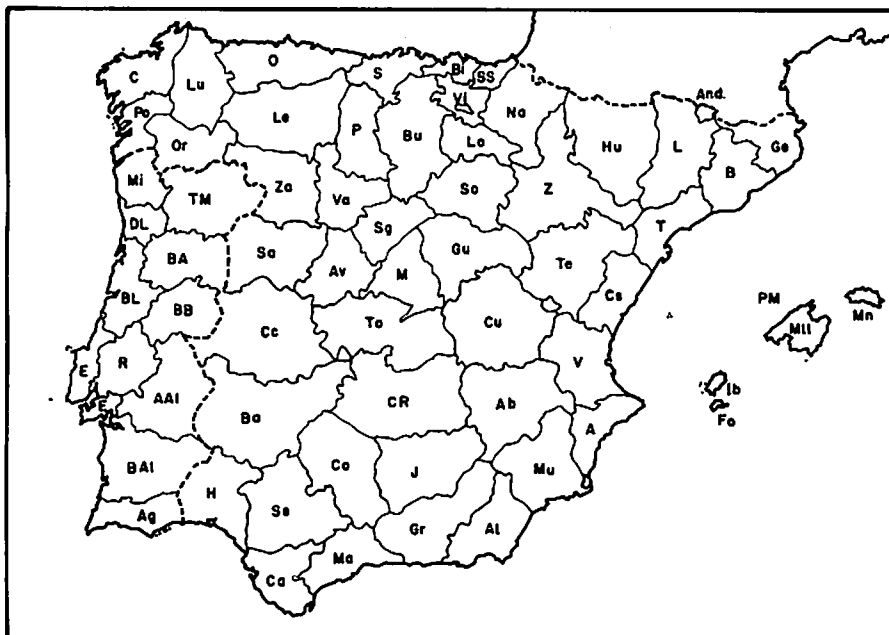 C
Lu
O
S
Bi
SS
Po
Or
Le
P
Bu
Vi
Na
Lo
And.
Hu
L
Ge
B
Mi
TM
Za
Va
So
Z
T
DL
Sg
BA
Sa
Av
M
Gu
Te
BL
BB
Cs
PM
Mll
Mn
Cc
To
Cu
E
R
V
AAl
Ba
CR
Ab
Ib
Fo
E
A
BAl
H
Se
Co
J
Mu
Ag
Gr
Al
Ca
Ma